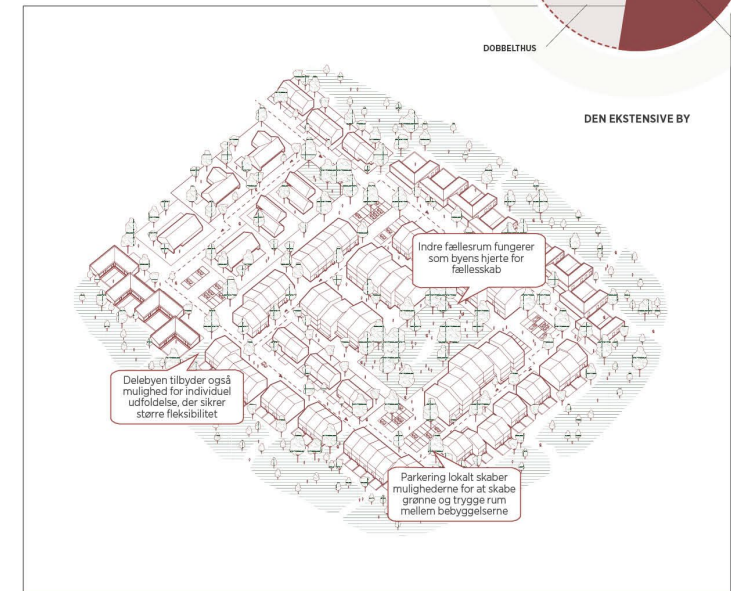 DOBBELTHUS
DEN EKSTENSIVE BY
Indre fællesrum fungerer
som byens hjerte for
fællesskab
Delebyen tilbyder også
mulighed for individuel
udfoldelse, der sikrer
større fleksibilitet
Parkering lokalt skaber
mulighederne for at skabe
grønne og trygge rum
mellem bebyggelserne